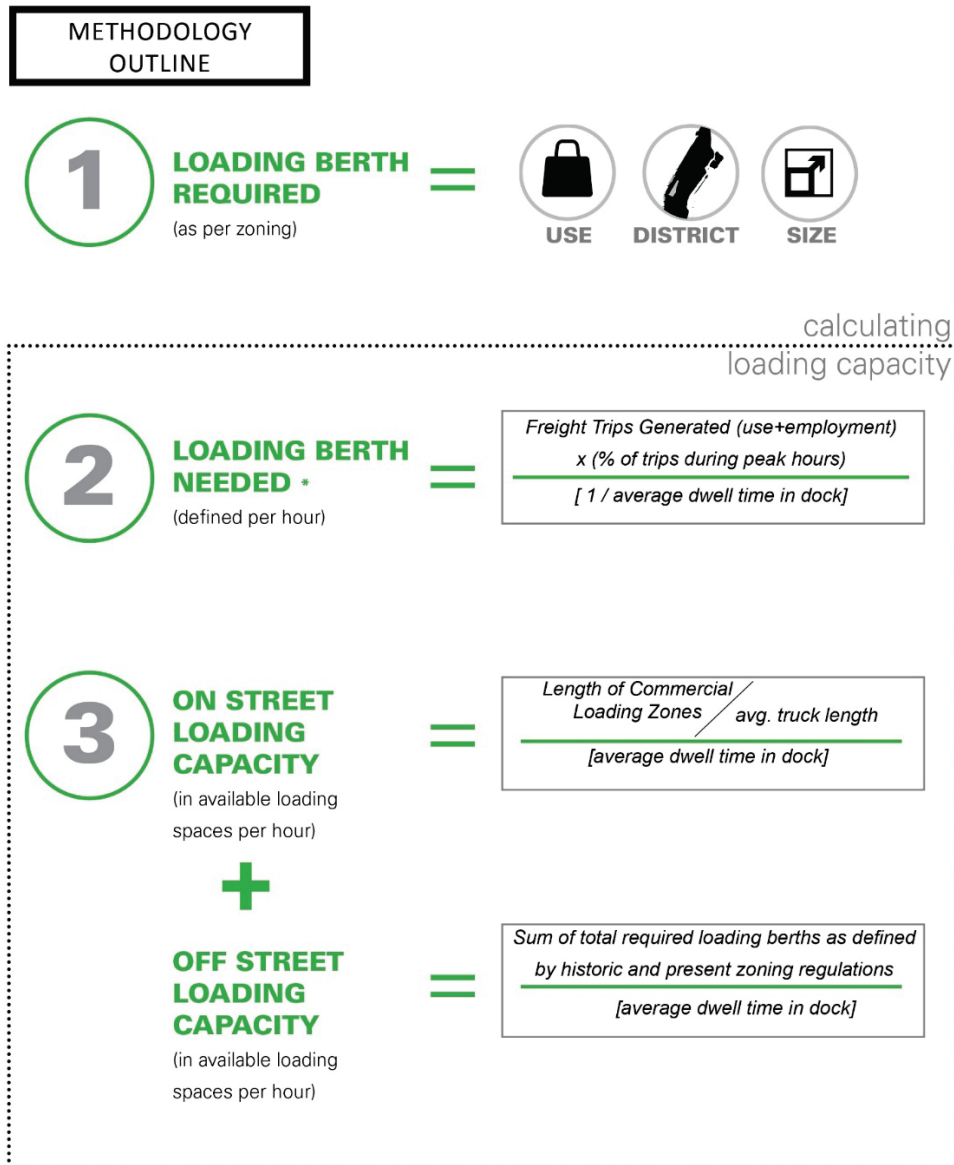 METHODOLOGY
OUTLINE
1
LOADING BERTH
REQUIRED
(as per zoning)
=
USE
DISTRICT
SIZE
calculating
loading capacity
2
LOADING BERTH
NEEDED *
(defined per hour)
=
Freight Trips Generated (use+employment)
x (% of trips during peak hours)
[ 1 / average dwell time in dock]
3
ON STREET
LOADING
CAPACITY
(in available loading
spaces per hour)
=
Length of Commercial
Loading Zones / avg. truck length
[average dwell time in dock]
+
OFF STREET
LOADING
CAPACITY
(in available loading
spaces per hour)
=
Sum of total required loading berths as defined
by historic and present zoning regulations
[average dwell time in dock]